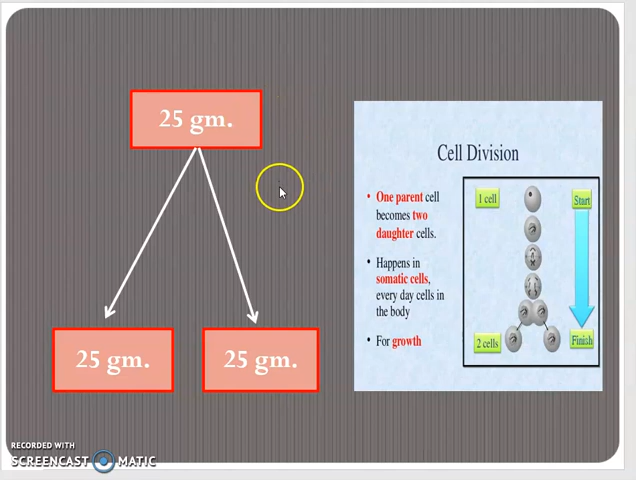 25 gm.
25 gm.
25 gm.
Cell Division
• One parent cell
becomes two
daughter cells.
• Happens in
somatic cells,
every day cells in
the body
• For growth
1 cell
Start
2 cells
Finish
RECORDED WITH
SCREENCAST MATIC